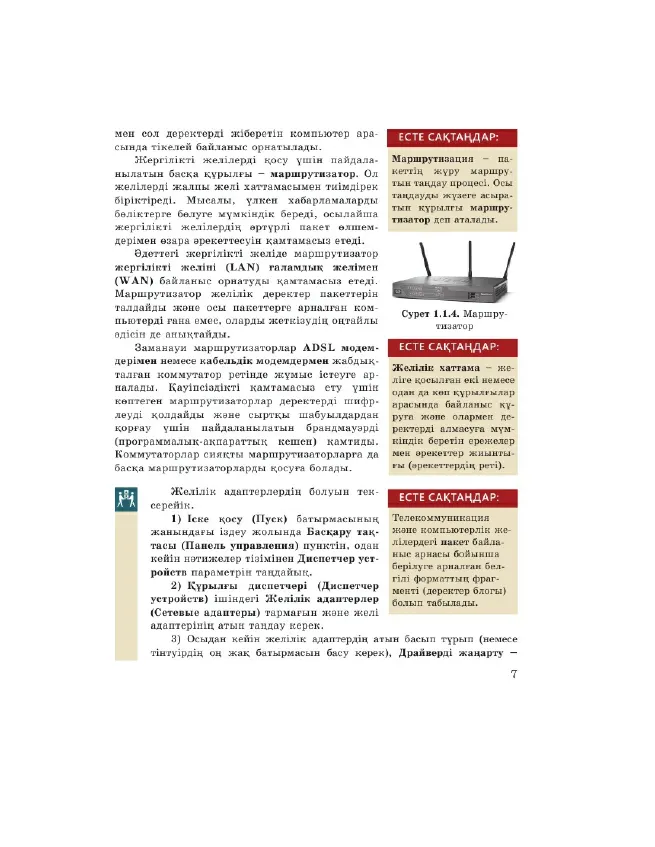 мен сол деректерді жіберетін компьютер ара-
сында тікелей байланыс орнатылады.
Жергілікті желілерді қосу үшін пайдала-
нылатын басқа құрылғы – маршрутизатор. Ол
желілерді жалпы желі хаттамасымен тиімдірек
біріктіреді. Мысалы, үлкен хабарламаларды
бөліктерге бөлуге мүмкіндік береді, осылайша
жергілікті желілердің әртүрлі пакет өлшем-
дерімен өзара әрекеттесуін қамтамасыз етеді.
Әдеттегі жергілікті желіде маршрутизатор
жергілікті желіні (LAN) ғаламдық желімен
(WAN) байланыс орнатуды қамтамасыз етеді.
Маршрутизатор желілік деректер пакеттерін
талдайды және осы пакеттерге арналған ком-
пьютерді ғана емес, оларды жеткізудің оңтайлы
әдісін де анықтайды.
Заманауи маршрутизаторлар ADSL модем-
дерімен немесе кабельдік модемдермен жабдық-
талған коммутатор ретінде жұмыс істеуге ар-
налады. Қауіпсіздікті қамтамасыз ету үшін
көптеген маршрутизаторлар деректерді шифр-
леуді қолдайды және сыртқы шабуылдардан
қорғау үшін пайдаланылатын брандмауэрді
(программалық-ақпараттық кешен) қамтиды.
Коммутаторлар сияқты маршрутизаторларға да
басқа маршрутизаторларды қосуға болады.
ЕСТЕ САҚТАҢДАР:
Маршрутизация – па-
кеттің жүру маршру-
тын таңдау процесі. Осы
таңдауды жүзеге асыра-
тын құрылғы маршру-
тизатор деп аталады.
Сурет 1.1.4. Маршру-
тизатор
ЕСТЕ САҚТАҢДАР:
Желілік хаттама – же-
ліге қосылған екі немесе
одан да көп құрылғылар
арасында байланыс құ-
руға және олармен де-
ректерді алмасуға мүм-
кіндік беретін ережелер
мен әрекеттер жиынты-
ғы (әрекеттердің реті).
Желілік адаптерлердің болуын тек-
серейік.
1) Іске қосу (Пуск) батырмасының
жанындағы іздеу жолында Басқару тақ-
тасы (Панель управления) пунктін, одан
кейін нәтижелер тізімінен Диспетчер уст-
ройств параметрін таңдайық.
2) Құрылғы диспетчері (Диспетчер
устройств) ішіндегі Желілік адаптерлер
(Сетевые адаптеры) тармағын және желі
адаптерінің атын таңдау керек.
ЕСТЕ САҚТАҢДАР:
Телекоммуникация
және компьютерлік же-
лілердегі пакет байла-
ныс арнасы бойынша
берілуге арналған бел-
гілі форматтың фраг-
менті (деректер блогы)
болып табылады.
3) Осыдан кейін желілік адаптердің атын басып тұрып (немесе
тінтуірдің оң жақ батырмасын басу керек), Драйверді жаңарту –
7